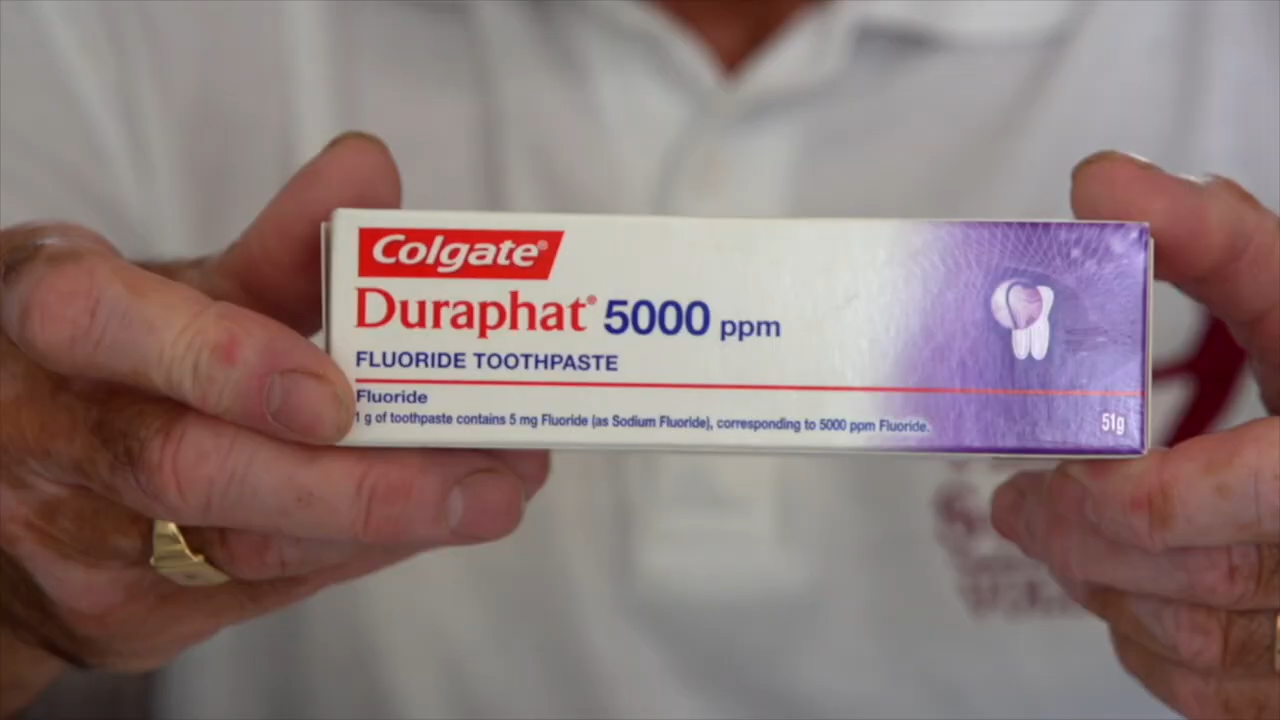 Colgate®
Duraphat® 5000 ppm
FLUORIDE TOOTHPASTE
Fluoride
1 g of toothpaste contains 5 mg Fluoride (as Sodium Fluoride), corresponding to 5000 ppm Fluoride.
51g